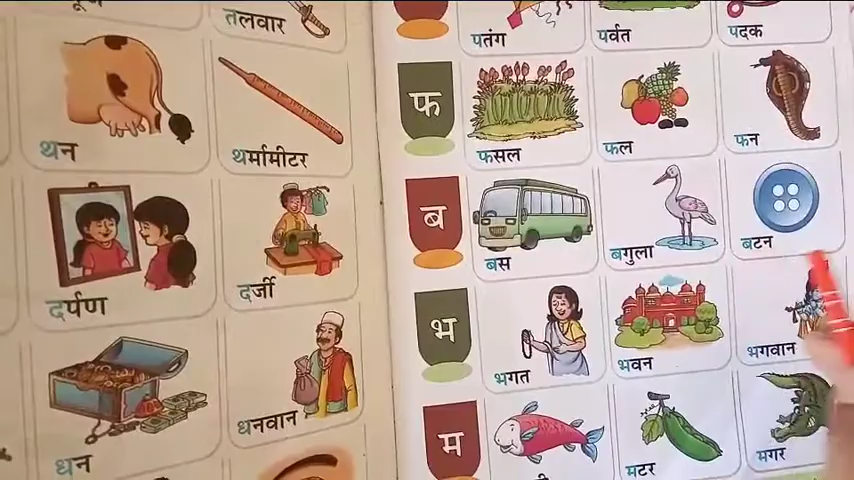 तलवार
थन थर्मामीटर
दर्पण दर्जी
धन धनवान
पतंग पर्वत पदक
फ फसल फल फन
ब बस बगुला बटन
भ भगत भवन भगवान
म मटर मगर